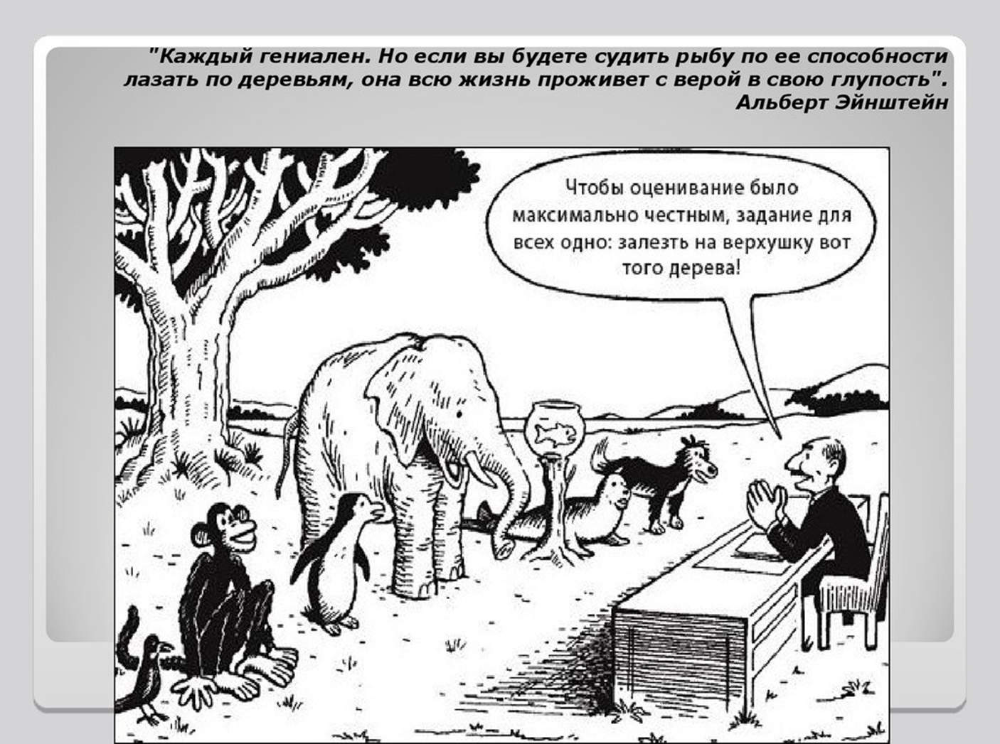 "Каждый гениален. Но если вы будете судить рыбу по ее способности
лазать по деревьям, она всю жизнь проживет с верой в свою глупость".
Альберт Эйнштейн
Чтобы оценивание было
максимально честным, задание для
всех одно: залезть на верхушку вот
того дерева!